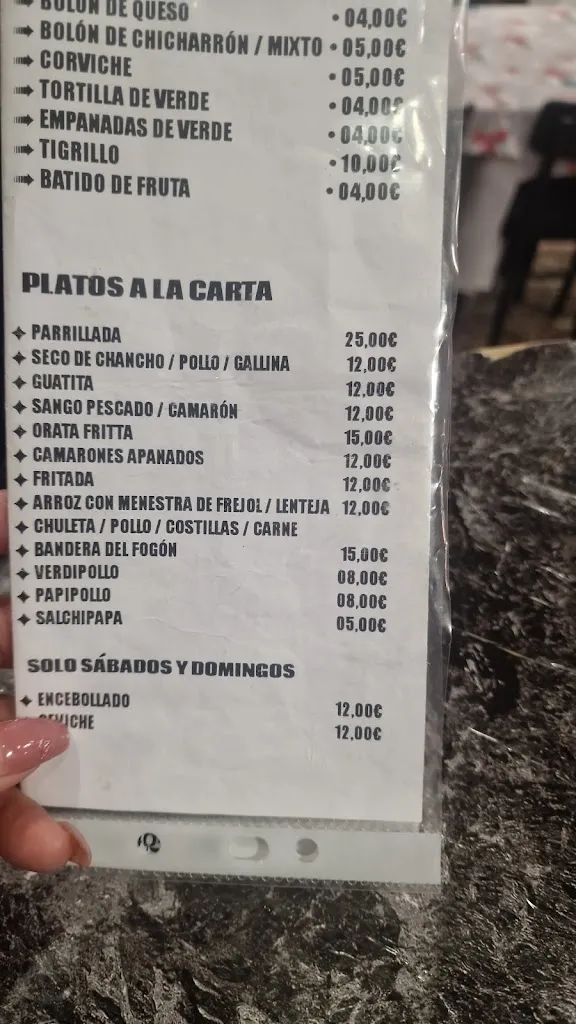 BOLÓN DE QUESO • 04,00€
BOLÓN DE CHICHARRÓN / MIXTO • 05,00€
CORVICHE • 05,00€
TORTILLA DE VERDE • 04,00€
EMPANADAS DE VERDE • 04,00€
TIGRILLO • 10,00€
BATIDO DE FRUTA • 04,00€
PLATOS A LA CARTA
PARRILLADA 25,00€
SECO DE CHANCHO / POLLO / GALLINA 12,00€
GUATITA 12,00€
SANGO PESCADO / CAMARÓN 12,00€
ORATA FRITTA 15,00€
CAMARONES APANADOS 12,00€
FRITADA 12,00€
ARROZ CON MENESTRA DE FREJOL / LENTEJA 12,00€
CHULETA / POLLO / COSTILLAS / CARNE
BANDERA DEL FOGÓN 15,00€
VERDIPOLLO 08,00€
PAPIPOLLO 08,00€
SALCHIPAPA 05,00€
SOLO SÁBADOS Y DOMINGOS
ENCEBOLLADO 12,00€
CEVICHE 12,00€